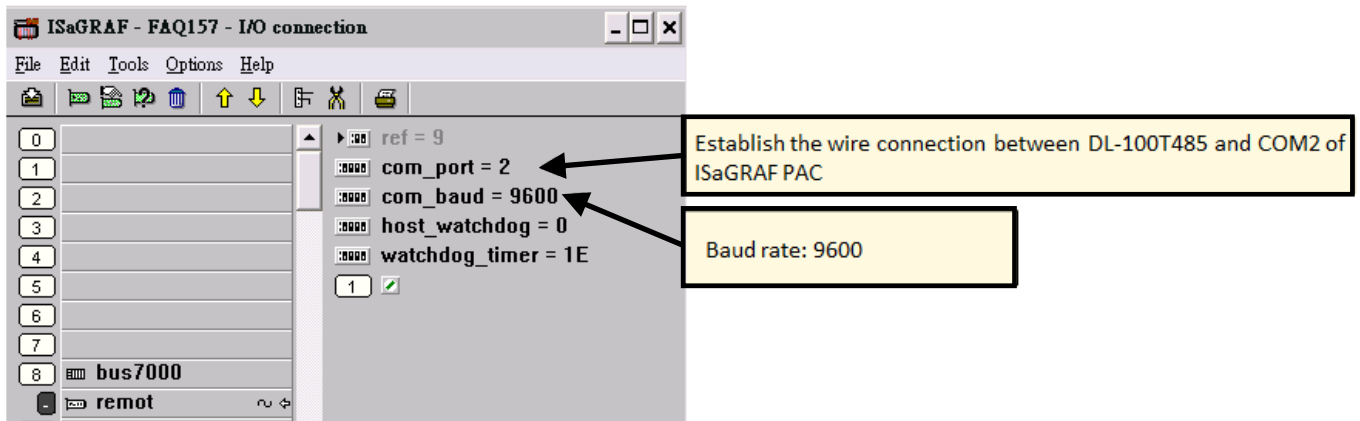 ISaGRAF - FAQ157 - I/O connection
File Edit Tools Options Help
0
1
2
3
4
5
6
7
8 bus7000
- remot
ref = 9
com_port = 2
com_baud = 9600
host_watchdog = 0
watchdog_timer = 1E
1
Establish the wire connection between DL-100T485 and COM2 of
ISaGRAF PAC
Baud rate: 9600